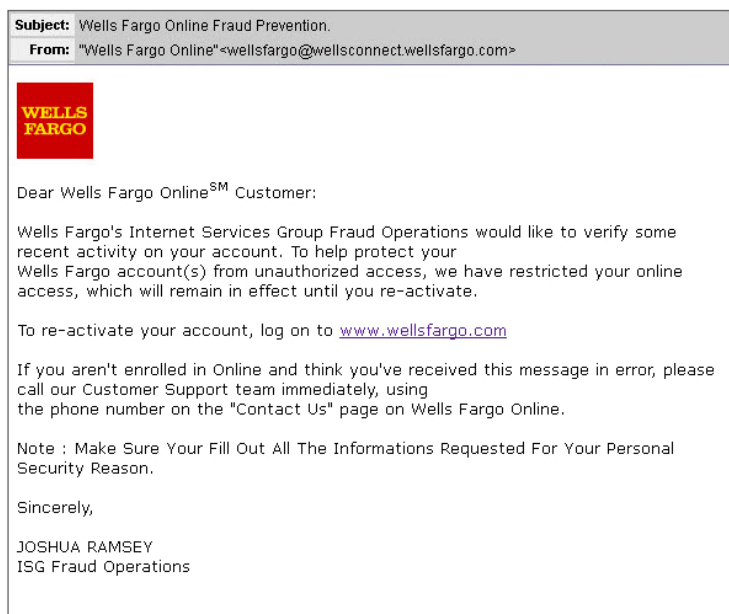 Subject: Wells Fargo Online Fraud Prevention.
From: "Wells Fargo Online"<wellsfargo@wellsconnect.wellsfargo.com>
WELLS
FARGO
Dear Wells Fargo Online℠ Customer:
Wells Fargo's Internet Services Group Fraud Operations would like to verify some
recent activity on your account. To help protect your
Wells Fargo account(s) from unauthorized access, we have restricted your online
access, which will remain in effect until you re-activate.
To re-activate your account, log on to www.wellsfargo.com
If you aren't enrolled in Online and think you've received this message in error, please
call our Customer Support team immediately, using
the phone number on the "Contact Us" page on Wells Fargo Online.
Note : Make Sure Your Fill Out All The Informations Requested For Your Personal
Security Reason.
Sincerely,
JOSHUA RAMSEY
ISG Fraud Operations